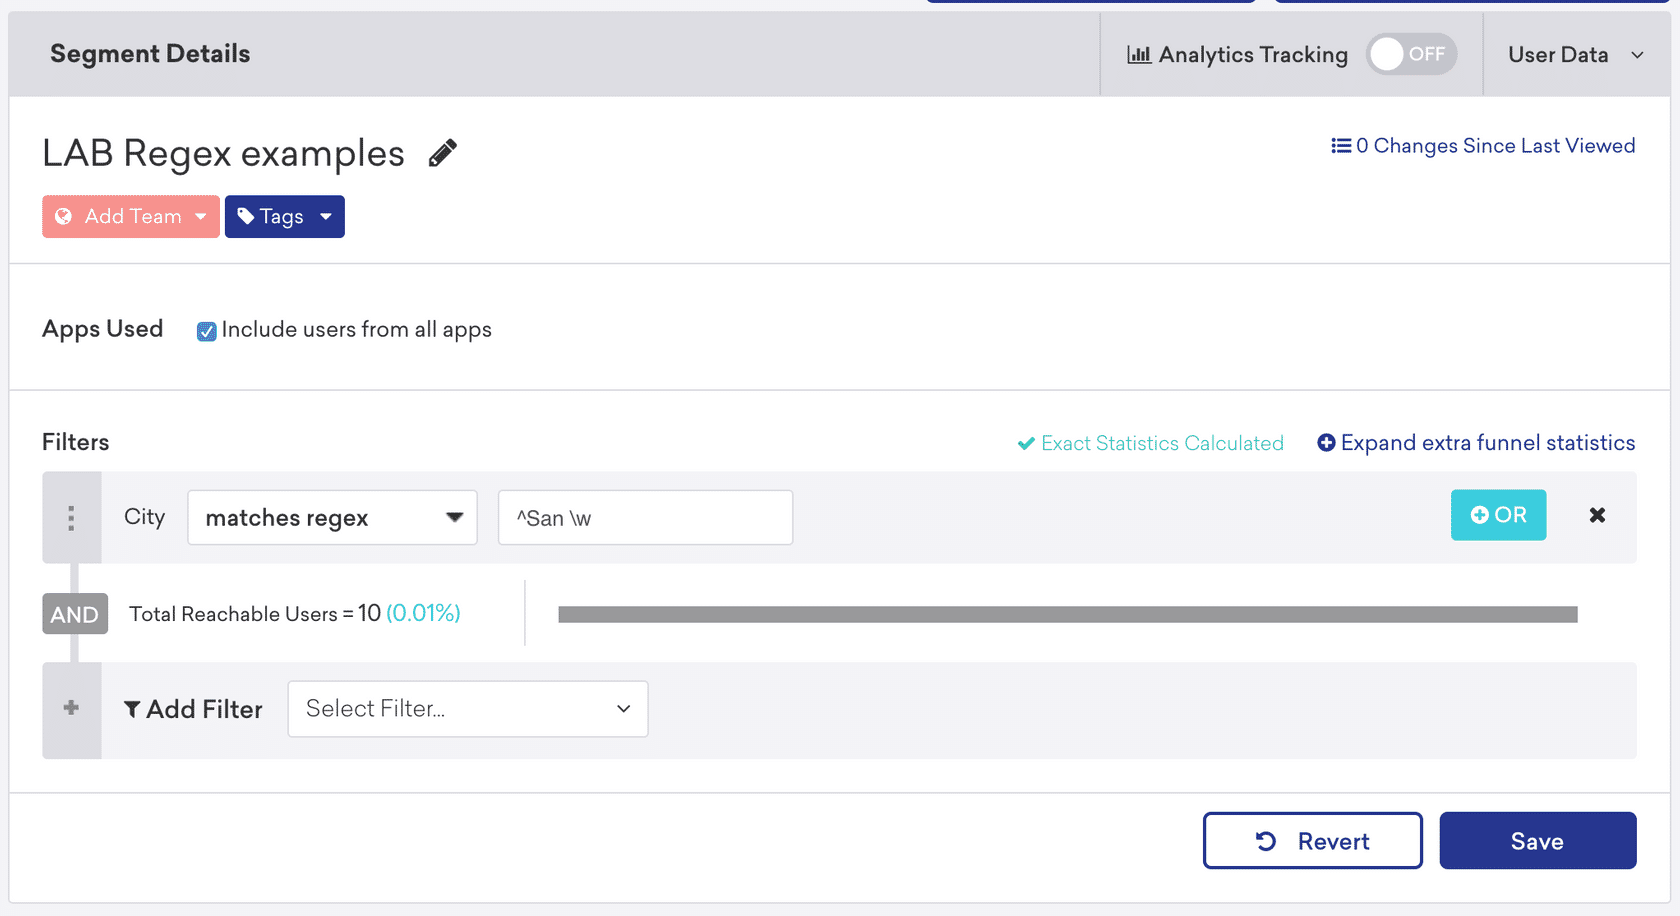 Segment Details
Analytics Tracking OFF
User Data
LAB Regex examples
0 Changes Since Last Viewed
Add Team
Tags
Apps Used
Include users from all apps
Filters
Exact Statistics Calculated
Expand extra funnel statistics
City
matches regex
^San \w
OR
AND
Total Reachable Users = 10 (0.01%)
Add Filter
Select Filter...
Revert
Save